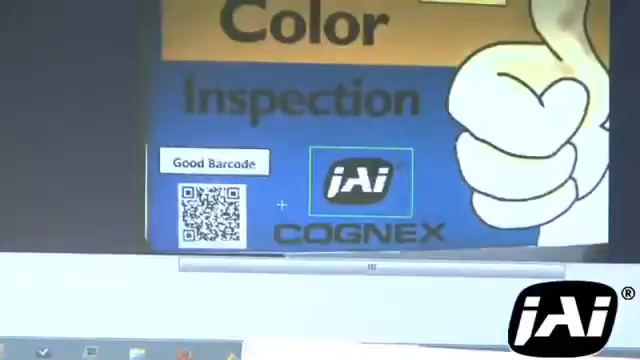 Color
Inspection
Good Barcode
jAi
COGNEX
jAi®